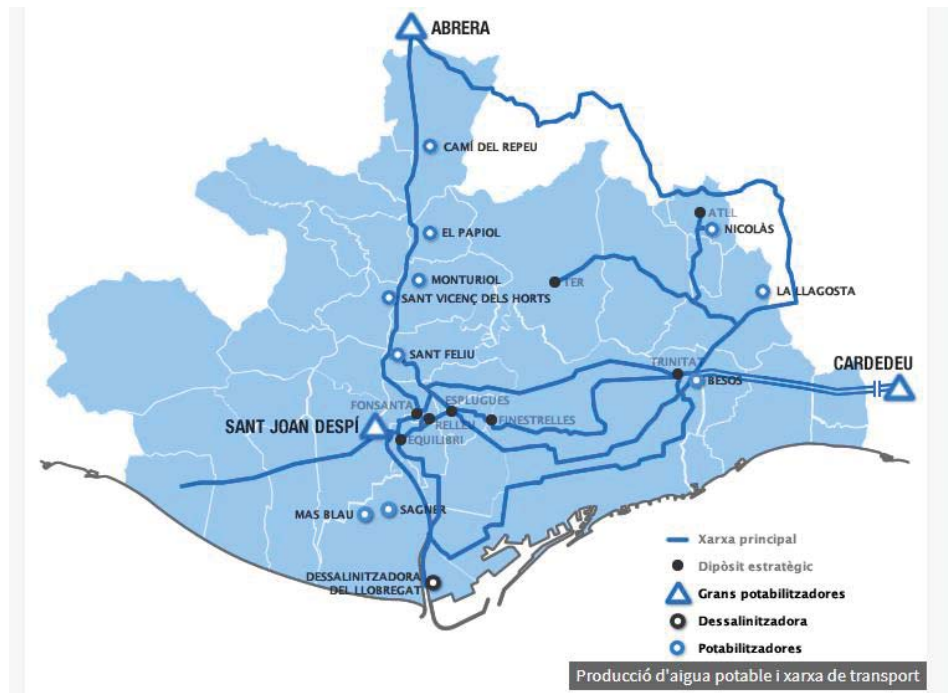 ABRERA
CAMÍ DEL REPEU
ATLL
NICOLÀS
EL PAPIOL
MONTURIOL
TER
SANT VICENÇ DELS HORTS
LA LLAGOSTA
SANT FELIU
TRINITAT
CARDEDEU
BESÒS
FONSANTA
ESPLUGUES
SANT JOAN DESPÍ
RELLEU
FINESTRELLES
EQUILIBRI
MAS BLAU
SAGNER
DESSALINITZADORA
DEL LLOBREGAT
Xarxa principal
Dipòsit estratègic
Grans potabilitzadores
Dessalinitzadora
Potabilitzadores
Producció d'aigua potable i xarxa de transport